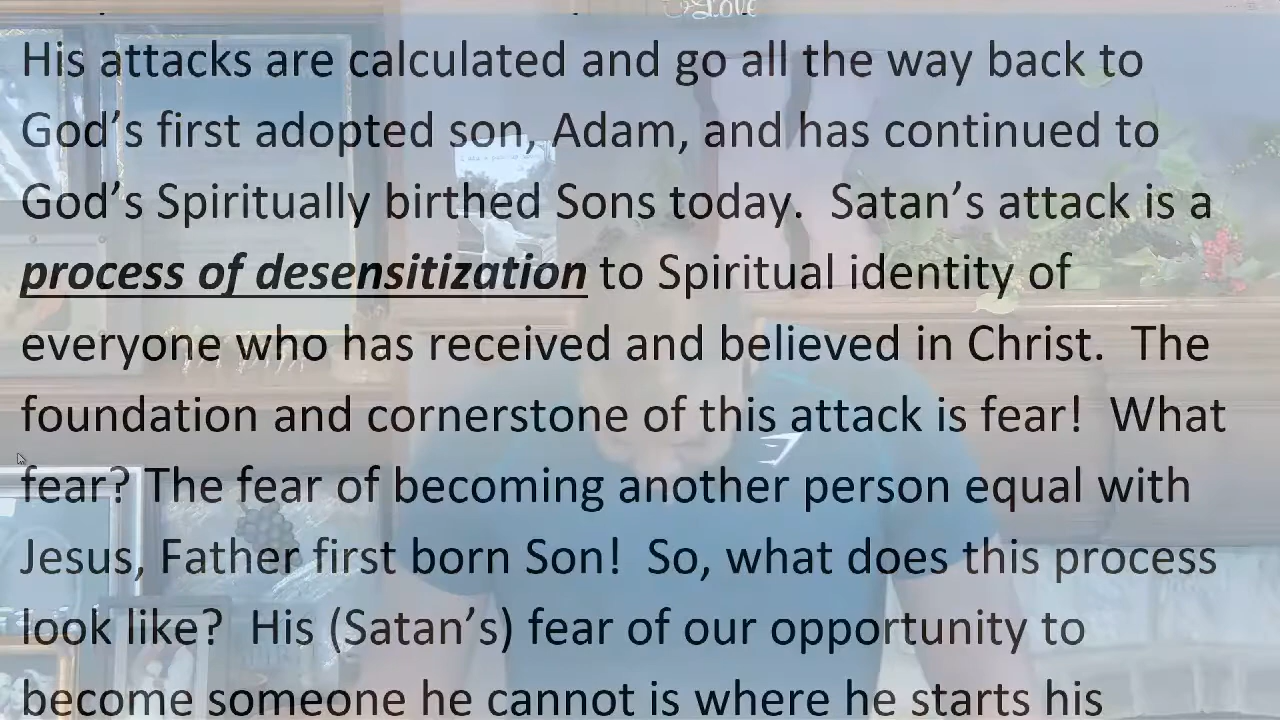 Love
His attacks are calculated and go all the way back to
God’s first adopted son, Adam, and has continued to
God’s Spiritually birthed Sons today.  Satan’s attack is a
process of desensitization to Spiritual identity of
everyone who has received and believed in Christ.  The
foundation and cornerstone of this attack is fear!  What
fear? The fear of becoming another person equal with
Jesus, Father first born Son!  So, what does this process
look like?  His (Satan’s) fear of our opportunity to
become someone he cannot is where he starts his